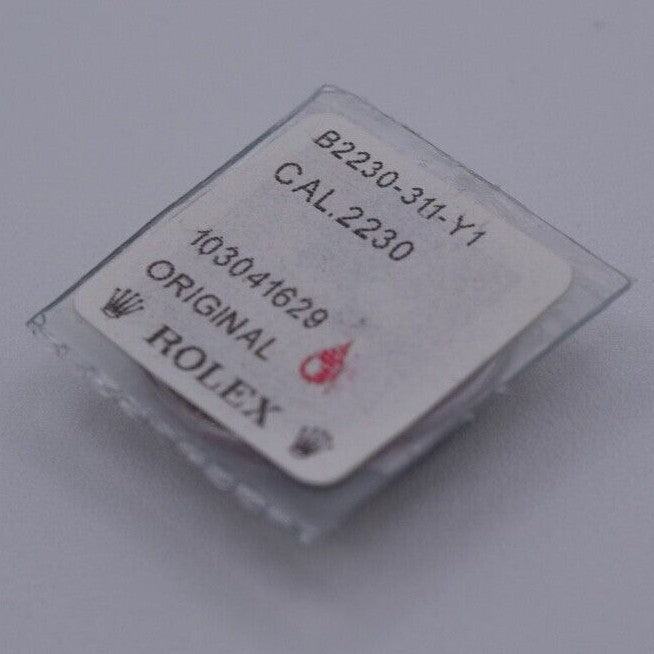 B2230-311-Y1
CAL.2230
103041629
ORIGINAL
ROLEX